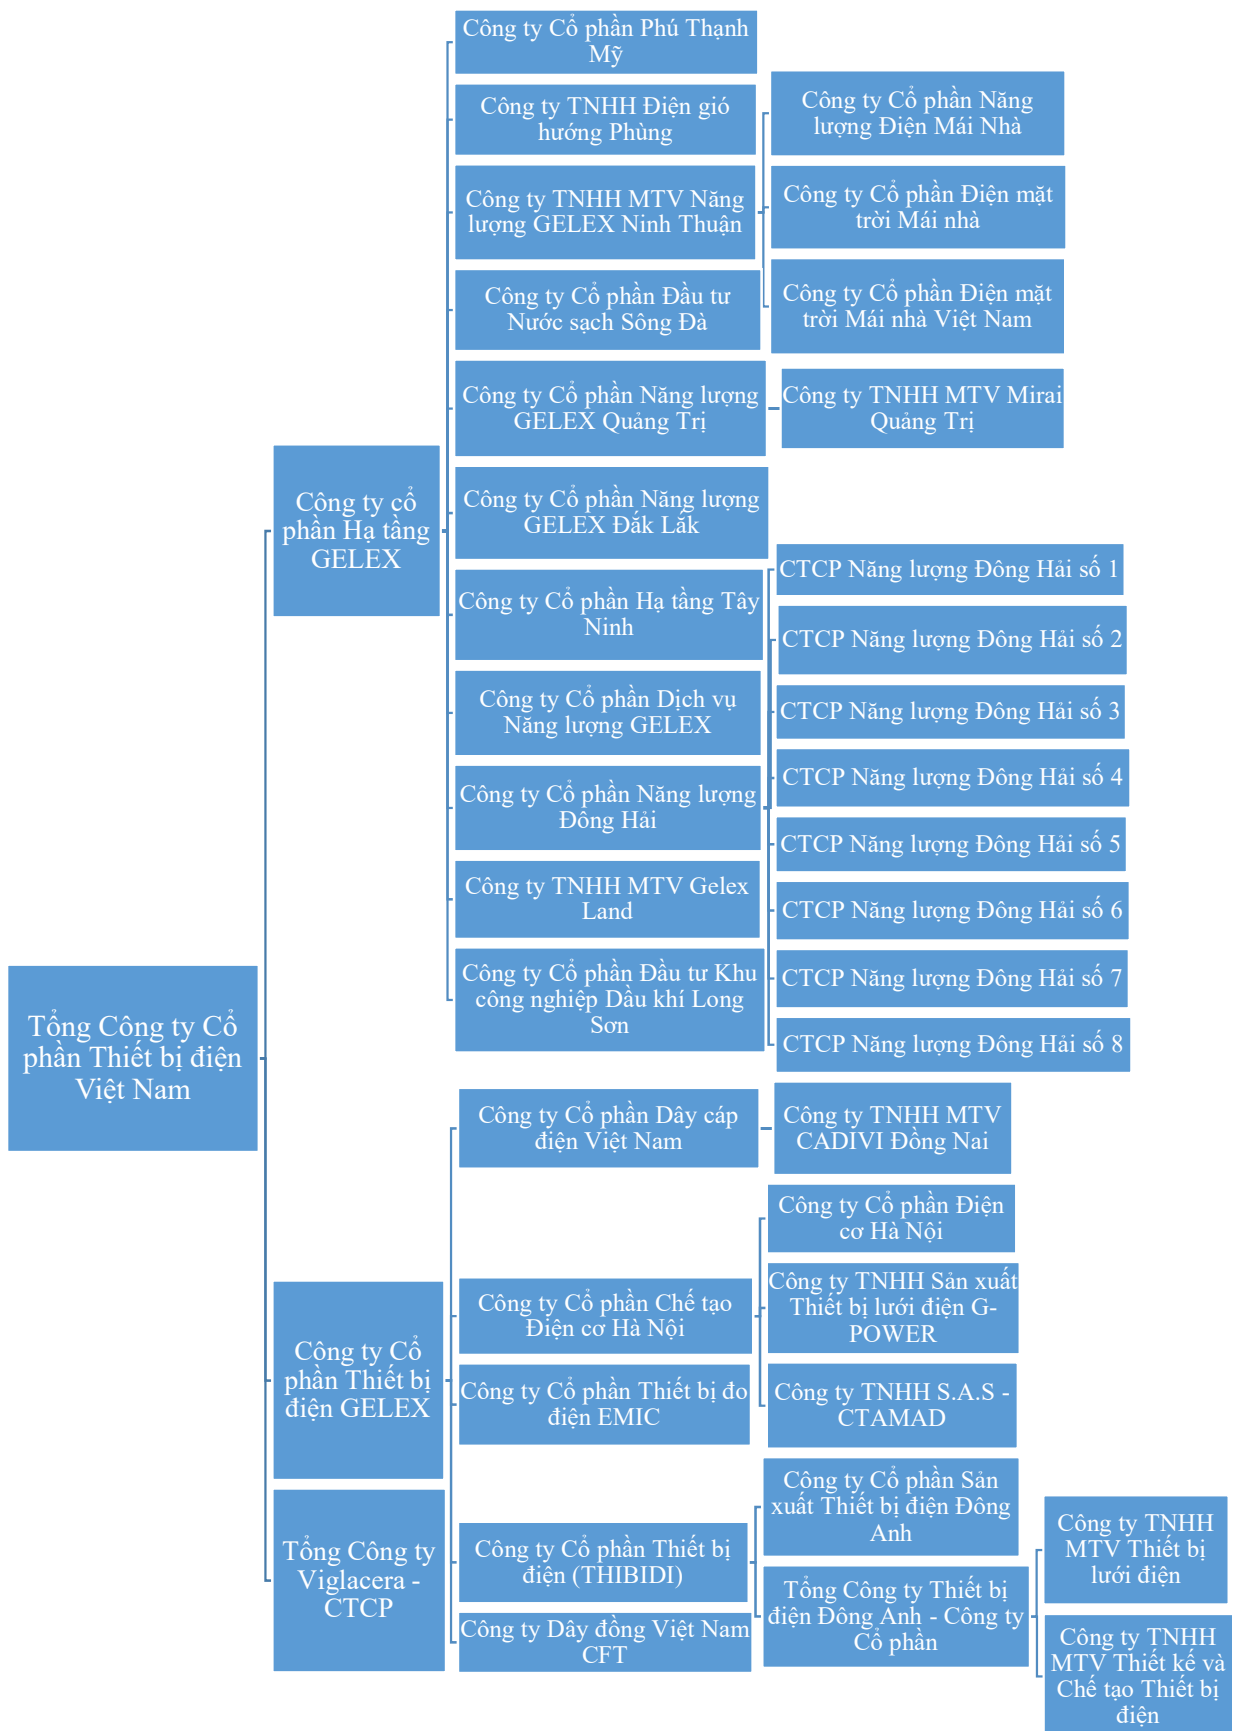 Công ty Cổ phần Phú Thạnh
Mỹ
Công ty TNHH Điện gió
hướng Phùng
Công ty Cổ phần Năng
lượng Điện Mái Nhà
Công ty TNHH MTV Năng
lượng GELEX Ninh Thuận
Công ty Cổ phần Điện mặt
trời Mái nhà
Công ty Cổ phần Đầu tư
Nước sạch Sông Đà
Công ty Cổ phần Điện mặt
trời Mái nhà Việt Nam
Công ty Cổ phần Năng lượng
GELEX Quảng Trị
Công ty TNHH MTV Mirai
Quảng Trị
Công ty cổ
phần Hạ tầng
GELEX
Công ty Cổ phần Năng lượng
GELEX Đắk Lắk
Công ty Cổ phần Hạ tầng Tây
Ninh
Công ty Cổ phần Dịch vụ
Năng lượng GELEX
Công ty Cổ phần Năng lượng
Đông Hải
CTCP Năng lượng Đông Hải số 1
CTCP Năng lượng Đông Hải số 2
CTCP Năng lượng Đông Hải số 3
CTCP Năng lượng Đông Hải số 4
CTCP Năng lượng Đông Hải số 5
CTCP Năng lượng Đông Hải số 6
CTCP Năng lượng Đông Hải số 7
CTCP Năng lượng Đông Hải số 8
Công ty TNHH MTV Gelex
Land
Công ty Cổ phần Đầu tư Khu
công nghiệp Dầu khí Long
Sơn
Tổng Công ty Cổ
phần Thiết bị điện
Việt Nam
Công ty Cổ phần Dây cáp
điện Việt Nam
Công ty TNHH MTV
CADIVI Đồng Nai
Công ty Cổ phần
Thiết bị
điện GELEX
Công ty Cổ phần Chế tạo
Điện cơ Hà Nội
Công ty Cổ phần Điện
cơ Hà Nội
Công ty TNHH Sản xuất
Thiết bị lưới điện G-
POWER
Công ty TNHH S.A.S -
CTAMAD
Công ty Cổ phần Thiết bị đo
điện EMIC
Tổng Công ty
Viglacera -
CTCP
Công ty Cổ phần Thiết bị
điện (THIBIDI)
Công ty Cổ phần Sản
xuất Thiết bị điện Đông
Anh
Tổng Công ty Thiết bị
điện Đông Anh - Công ty
Cổ phần
Công ty TNHH
MTV Thiết bị
lưới điện
Công ty TNHH
MTV Thiết kế và
Chế tạo Thiết bị
điện
Công ty Dây đồng Việt Nam
CFT